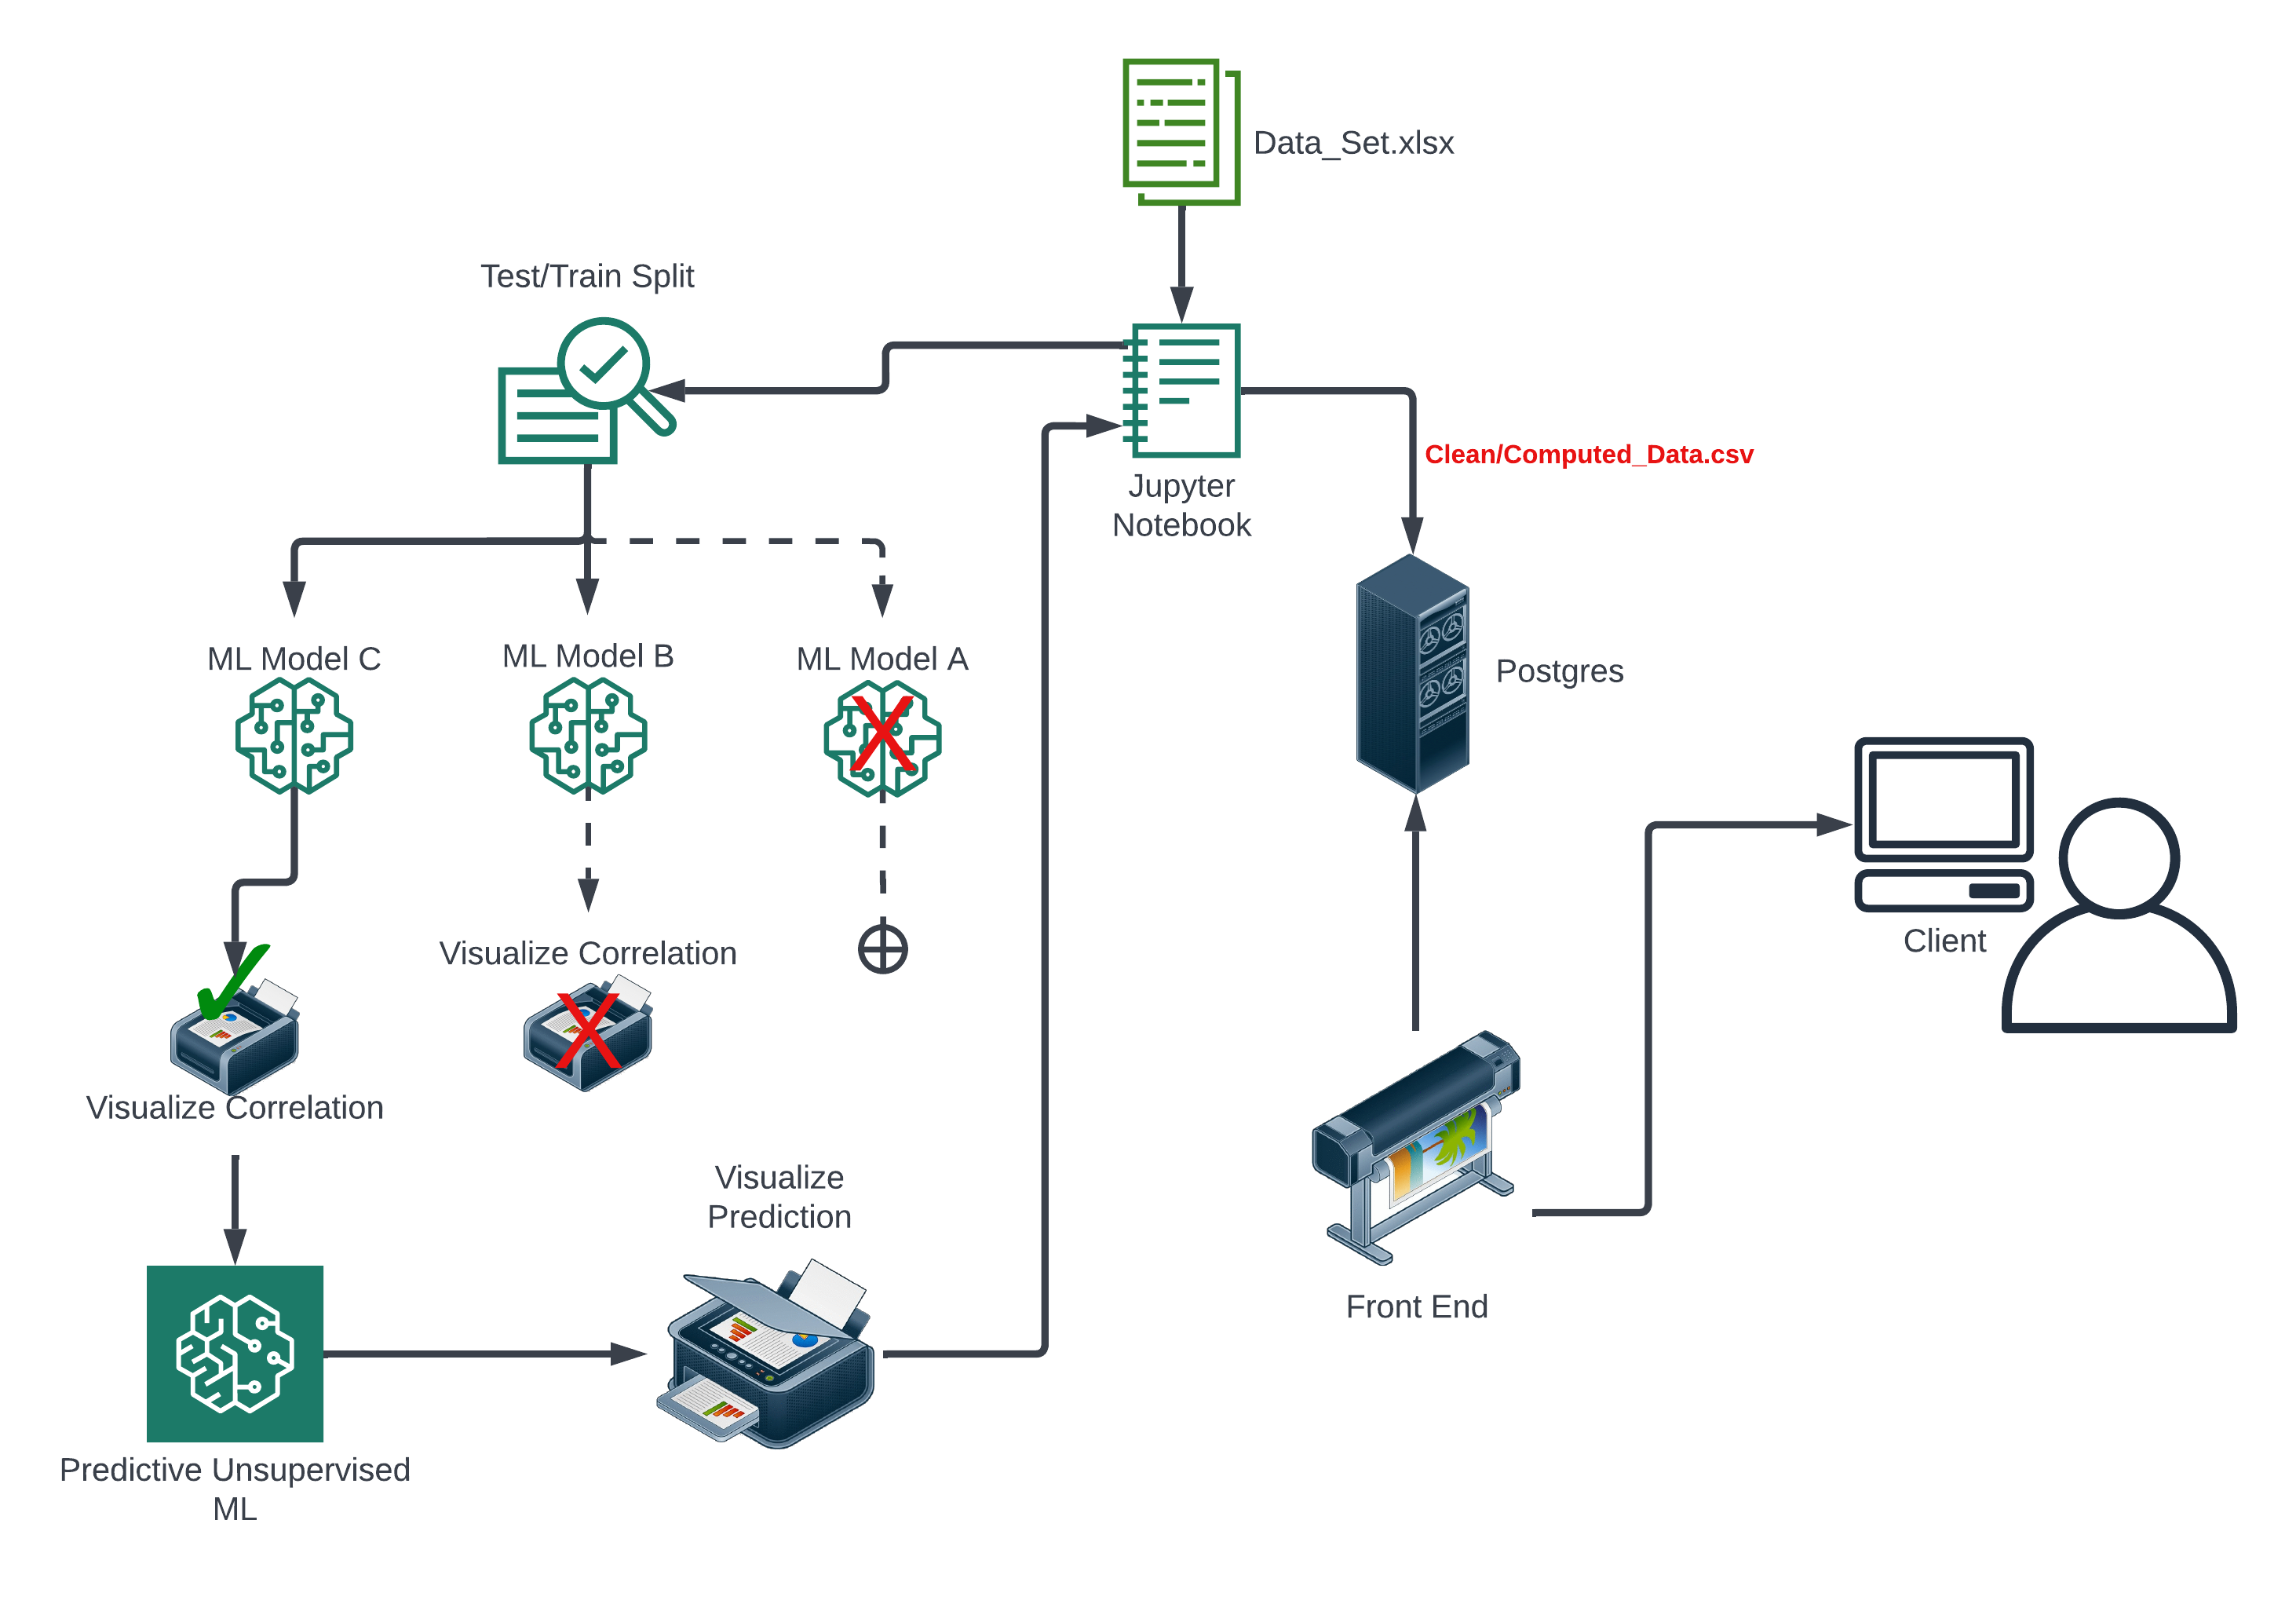 Data_Set.xlsx
Test/Train Split
Clean/Computed_Data.csv
Jupyter
Notebook
ML Model C
ML Model B
ML Model A
X
Postgres
Client
Visualize Correlation
X
Visualize Correlation
Visualize
Prediction
Front End
Predictive Unsupervised
ML